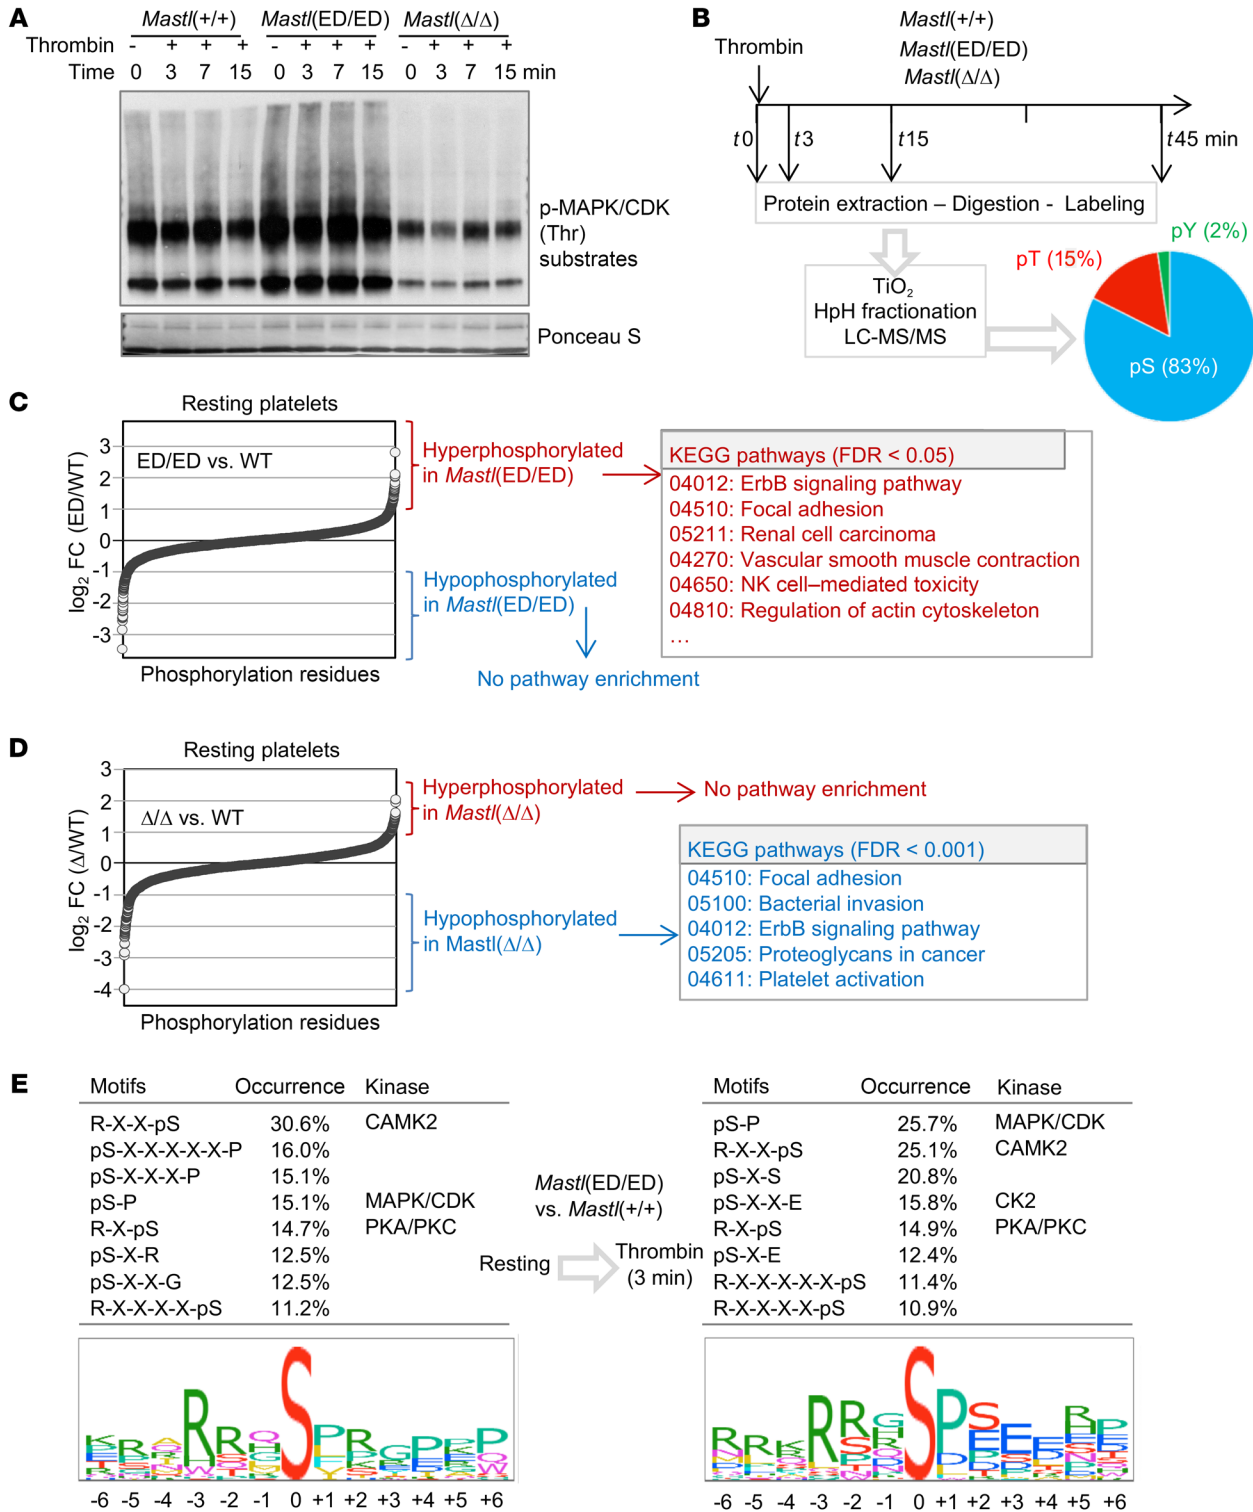 A
Mastl(+/+) Mastl(ED/ED) Mastl(Δ/Δ)
Thrombin - + + + - + + + - + + +
Time 0 3 7 15 0 3 7 15 0 3 7 15 min
p-MAPK/CDK
(Thr)
substrates
Ponceau S
B
Mastl(+/+)
Mastl(ED/ED)
Mastl(Δ/Δ)
Thrombin
t0 t3 t15 t45 min
Protein extraction – Digestion - Labeling
TiO2
HpH fractionation
LC-MS/MS
pY (2%)
pT (15%)
pS (83%)
C
Resting platelets
ED/ED vs. WT
log2 FC (ED/WT)
3
2
1
0
-1
-2
-3
Phosphorylation residues
Hyperphosphorylated
in Mastl(ED/ED)
Hypophosphorylated
in Mastl(ED/ED)
No pathway enrichment
KEGG pathways (FDR < 0.05)
04012: ErbB signaling pathway
04510: Focal adhesion
05211: Renal cell carcinoma
04270: Vascular smooth muscle contraction
04650: NK cell–mediated toxicity
04810: Regulation of actin cytoskeleton
...
D
Resting platelets
Δ/Δ vs. WT
log2 FC (Δ/WT)
3
2
1
0
-1
-2
-3
-4
Phosphorylation residues
Hyperphosphorylated
in Mastl(Δ/Δ)
No pathway enrichment
Hypophosphorylated
in Mastl(Δ/Δ)
KEGG pathways (FDR < 0.001)
04510: Focal adhesion
05100: Bacterial invasion
04012: ErbB signaling pathway
05205: Proteoglycans in cancer
04611: Platelet activation
E
Motifs Occurrence Kinase
R-X-X-pS 30.6% CAMK2
pS-X-X-X-X-X-P 16.0%
pS-X-X-X-P 15.1%
pS-P 15.1% MAPK/CDK
R-X-pS 14.7% PKA/PKC
pS-X-R 12.5%
pS-X-X-G 12.5%
R-X-X-X-X-pS 11.2%
-6 -5 -4 -3 -2 -1 0 +1 +2 +3 +4 +5 +6
Mastl(ED/ED)
vs. Mastl(+/+)
Resting
Thrombin
(3 min)
Motifs Occurrence Kinase
pS-P 25.7% MAPK/CDK
R-X-X-pS 25.1% CAMK2
pS-X-S 20.8%
pS-X-X-E 15.8% CK2
R-X-pS 14.9% PKA/PKC
pS-X-E 12.4%
R-X-X-X-X-X-pS 11.4%
R-X-X-X-X-pS 10.9%
-6 -5 -4 -3 -2 -1 0 +1 +2 +3 +4 +5 +6